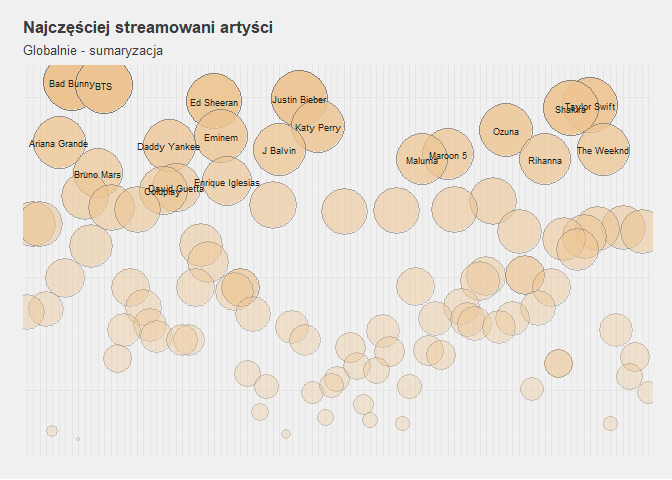 Najczęściej streamowani artyści
Globalnie - sumaryzacja
Bad Bunny
BTS
Ed Sheeran
Justin Bieber
Shakira
Taylor Swift
Katy Perry
Ariana Grande
Daddy Yankee
Eminem
J Balvin
Ozuna
Maluma
Maroon 5
Rihanna
The Weeknd
Bruno Mars
David Guetta
Coldplay
Enrique Iglesias